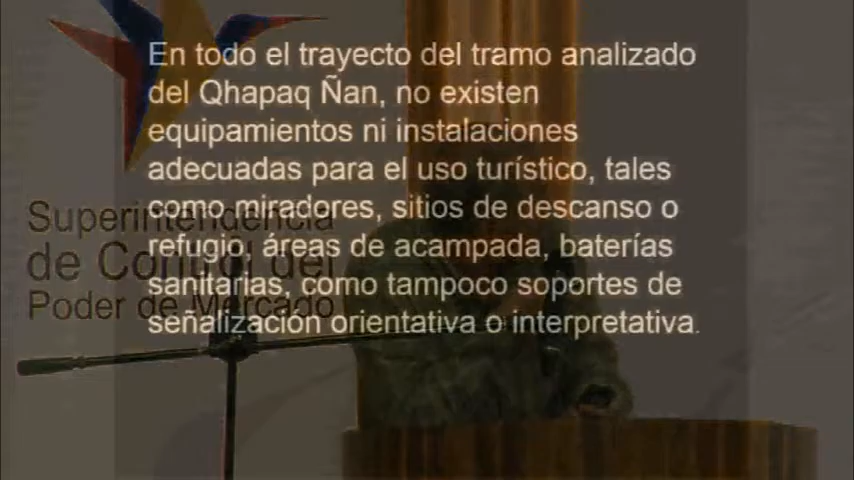 En todo el trayecto del tramo analizado
del Qhapaq Ñan, no existen
equipamientos ni instalaciones
adecuadas para el uso turístico, tales
como miradores, sitios de descanso o
refugio, áreas de acampada, baterías
sanitarias, como tampoco soportes de
señalización orientativa o interpretativa.
Superintendencia
de Control del
Poder de Mercado